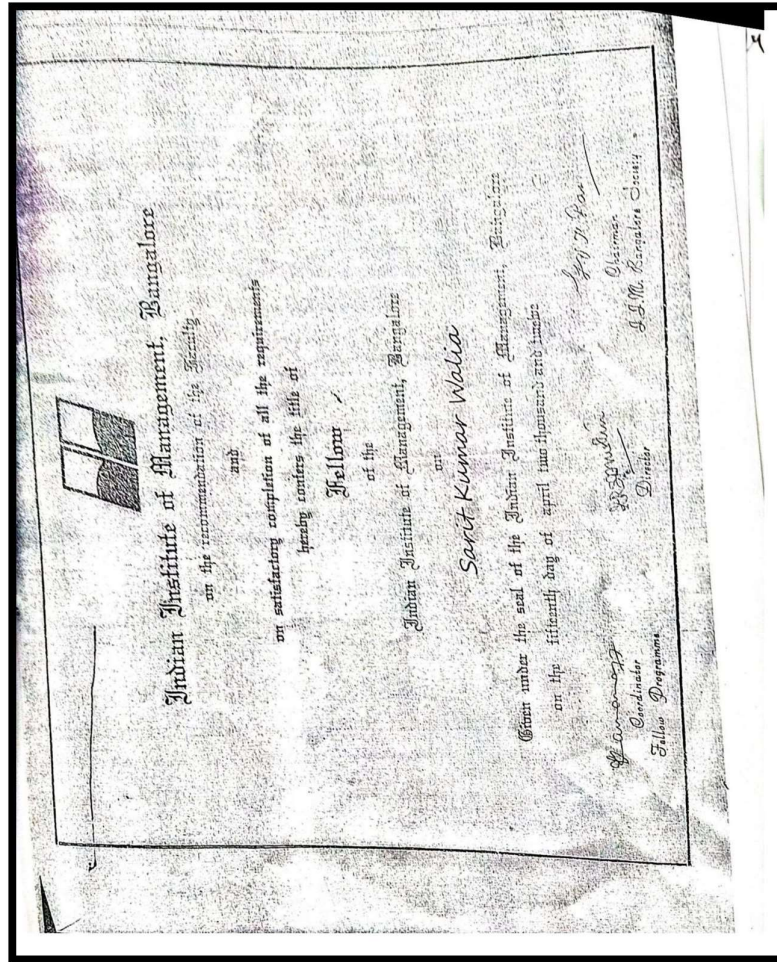 Indian Institute of Management, Bangalore
on the recommendation of the Faculty
and
on satisfactory completion of all the requirements
hereby confers the title of
Fellow
of the
Indian Institute of Management, Bangalore
on
Sarit Kumar Walia
Given under the seal of the Indian Institute of Management, Bangalore
on the fifteenth day of april two thousand and twelve
Coordinator
Fellow Programme
Director
Chairman
I.I.M. Bangalore Society